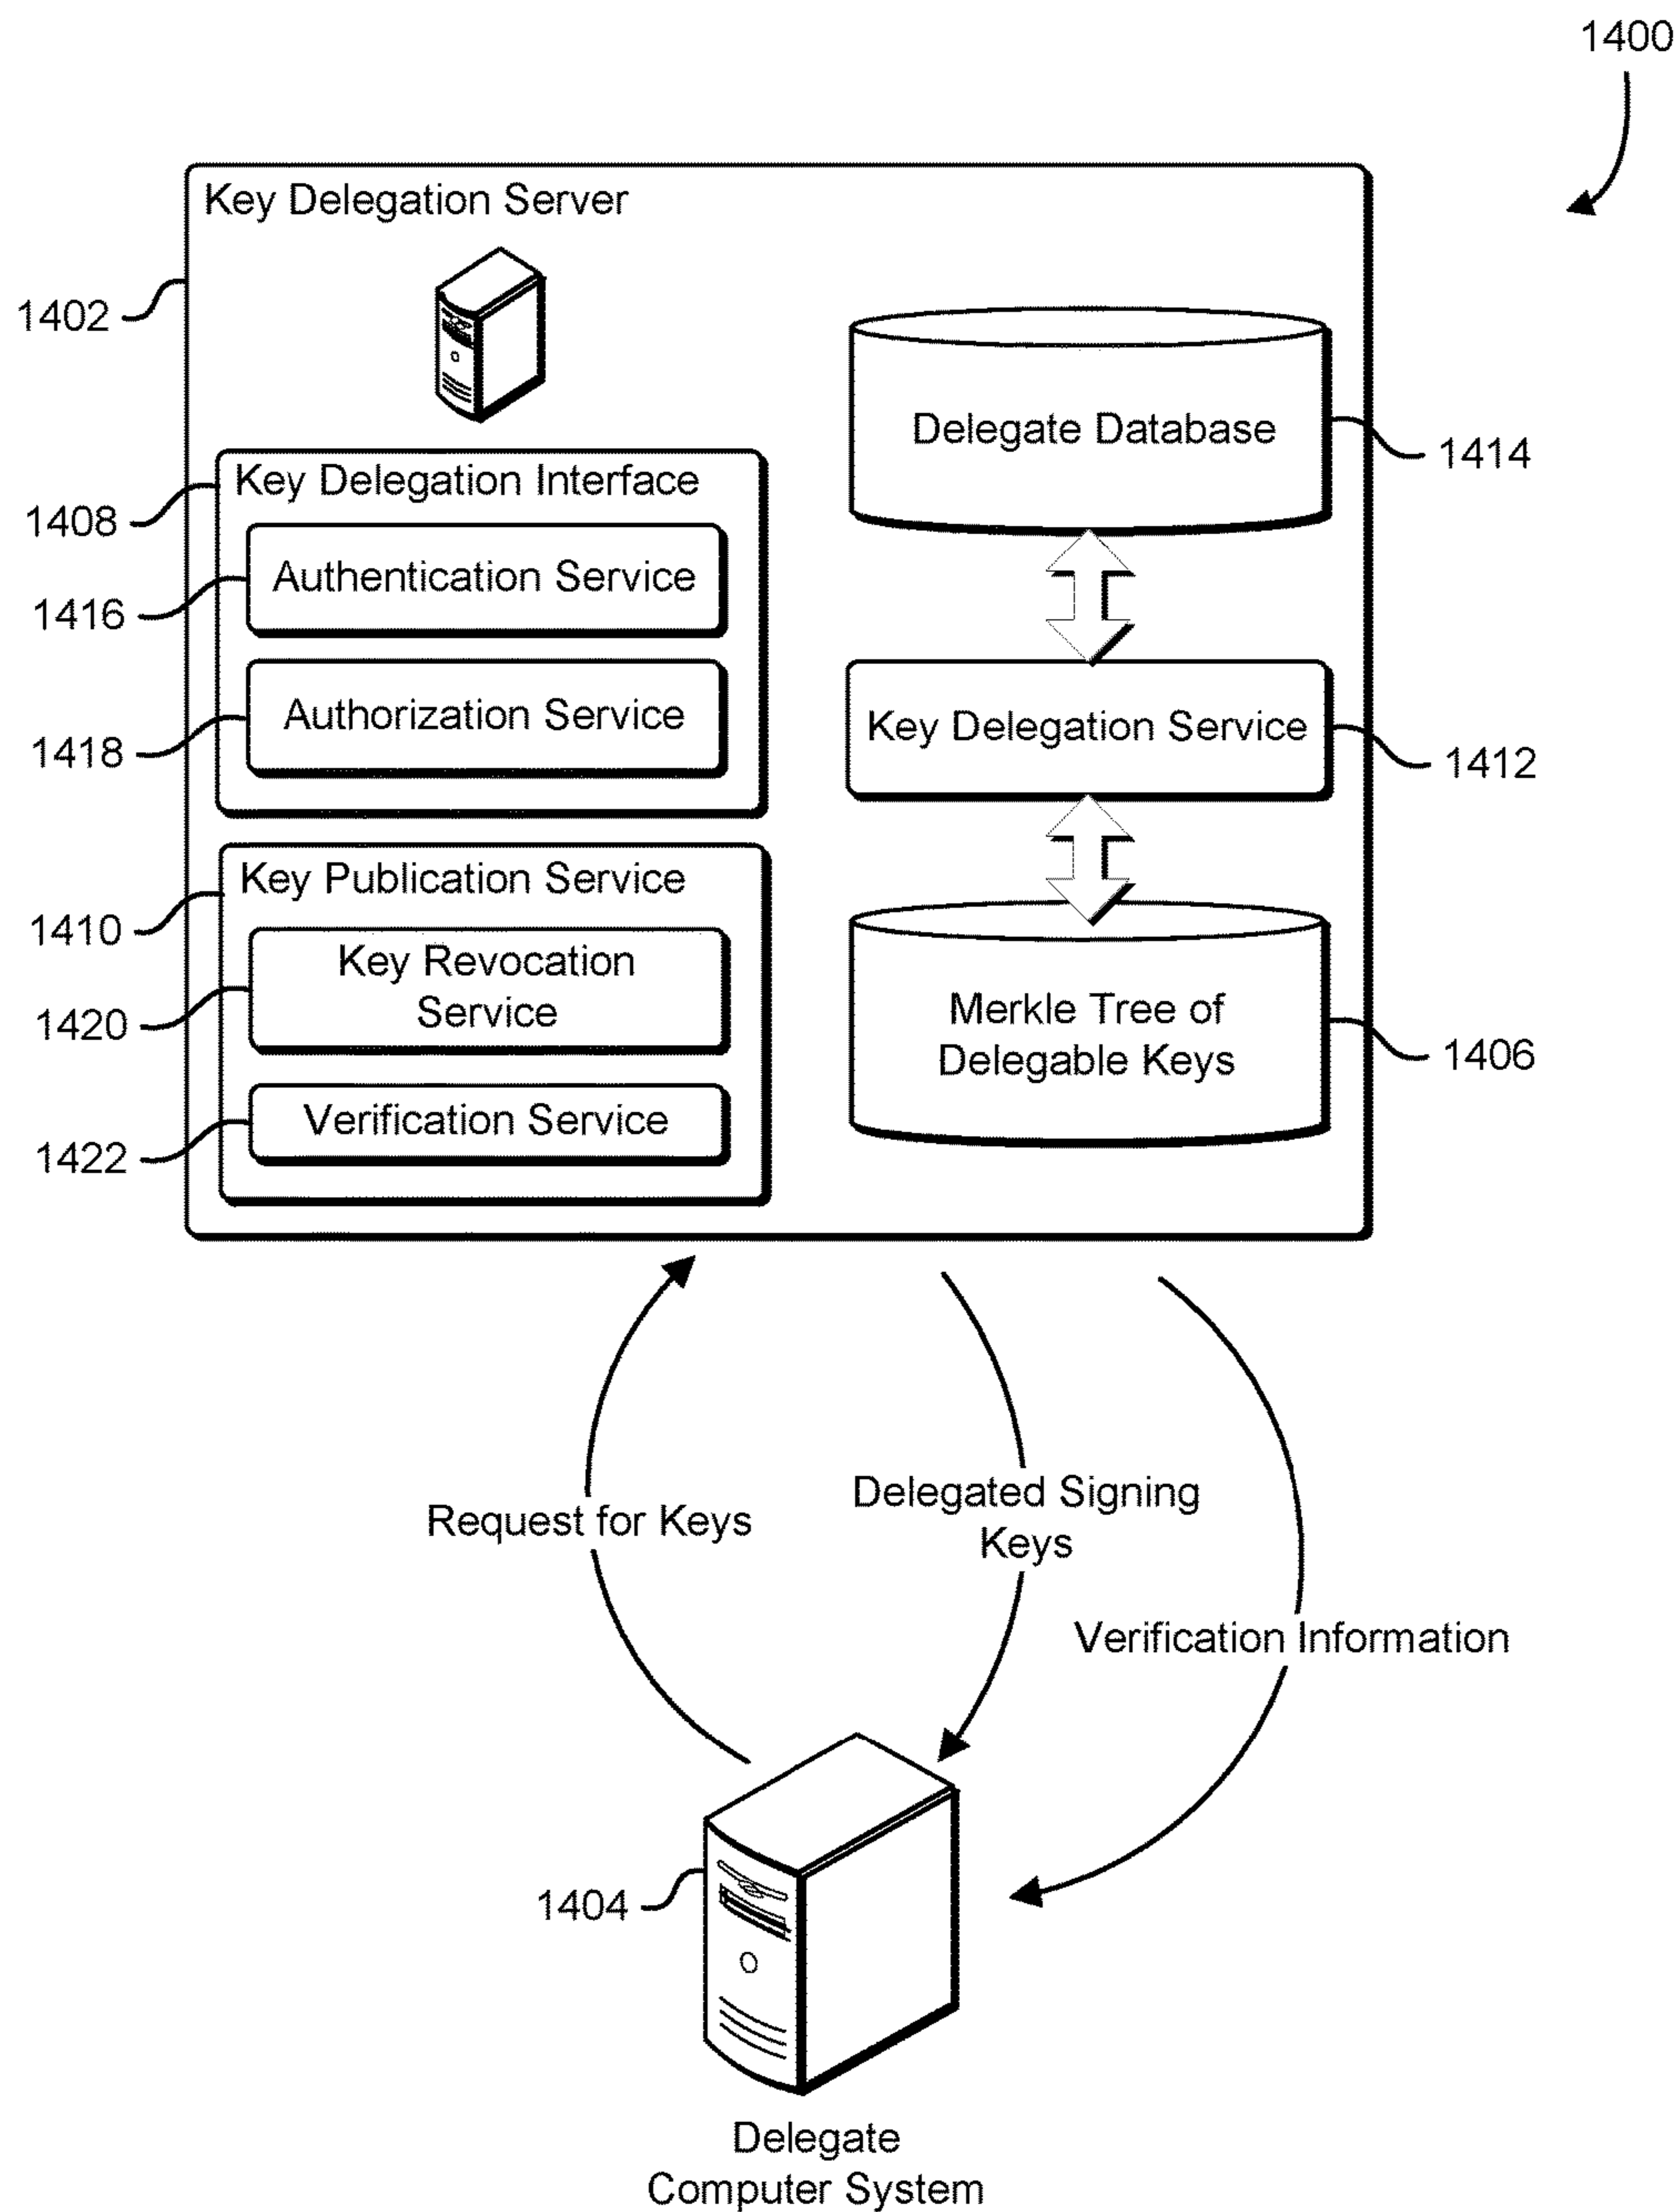 1400
Key Delegation Server
1402
Delegate Database
1414
Key Delegation Interface
1408
Authentication Service
1416
Authorization Service
1418
Key Delegation Service
1412
Key Publication Service
1410
Key Revocation
Service
1420
Verification Service
1422
Merkle Tree of
Delegable Keys
1406
Request for Keys
Delegated Signing
Keys
Verification Information
1404
Delegate
Computer System